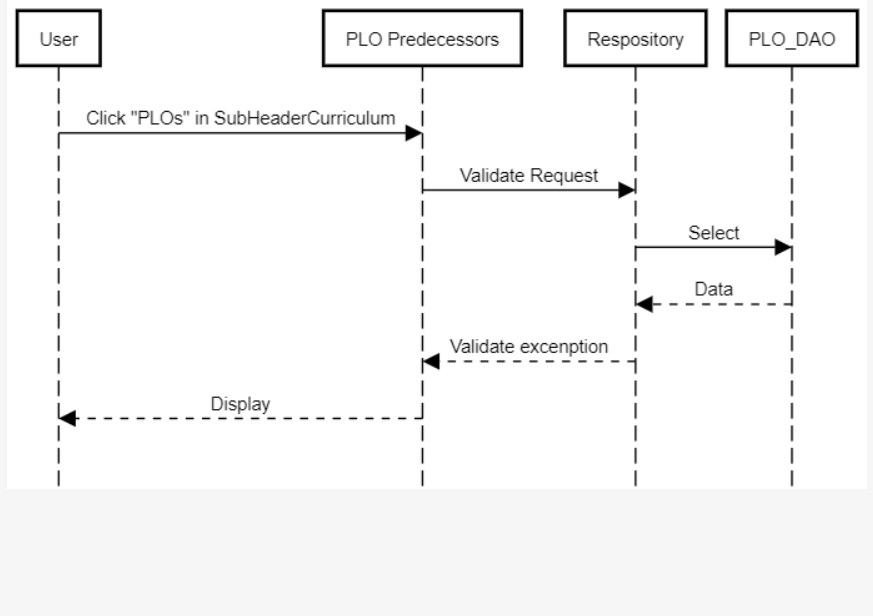 User
PLO Predecessors
Respository
PLO_DAO
Click "PLOs" in SubHeaderCurriculum
Validate Request
Select
Data
Validate excenption
Display